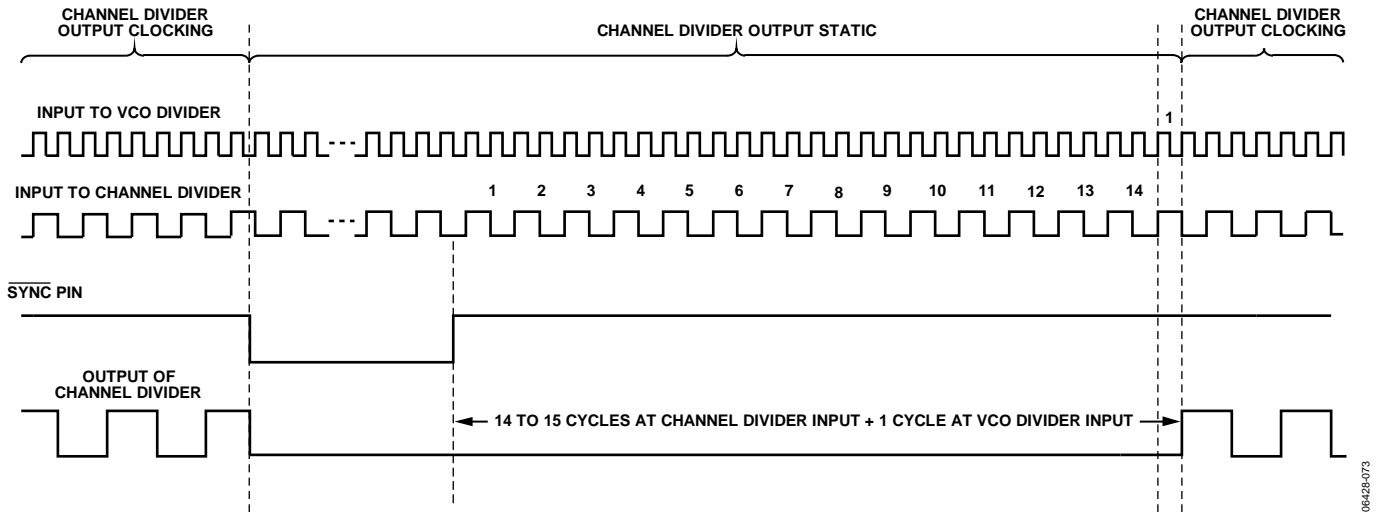 CHANNEL DIVIDER
OUTPUT CLOCKING
CHANNEL DIVIDER OUTPUT STATIC
CHANNEL DIVIDER
OUTPUT CLOCKING
INPUT TO VCO DIVIDER
1
INPUT TO CHANNEL DIVIDER
1 2 3 4 5 6 7 8 9 10 11 12 13 14
SYNC PIN
OUTPUT OF
CHANNEL DIVIDER
14 TO 15 CYCLES AT CHANNEL DIVIDER INPUT + 1 CYCLE AT VCO DIVIDER INPUT
06428-073